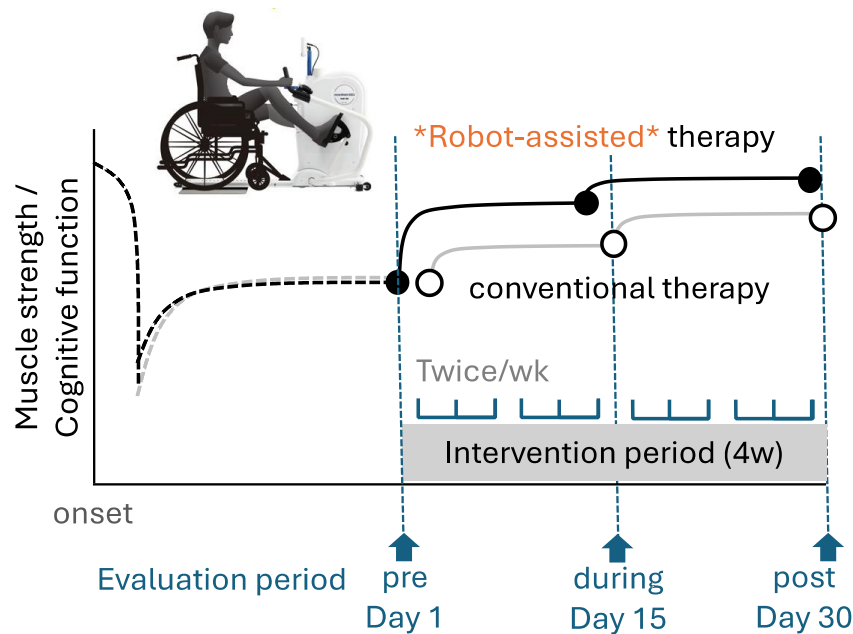 *Robot-assisted* therapy
Muscle strength /
Cognitive function
conventional therapy
Twice/wk
Intervention period (4w)
onset
Evaluation period
pre
Day 1
during
Day 15
post
Day 30